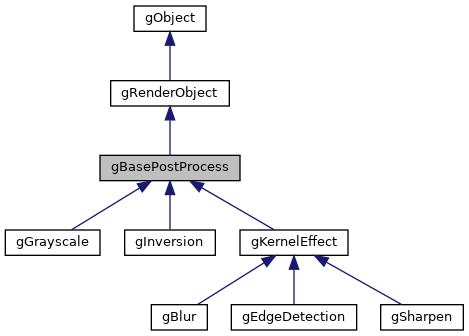 gObject
gRenderObject
gBasePostProcess
gGrayscale
gInversion
gKernelEffect
gBlur
gEdgeDetection
gSharpen